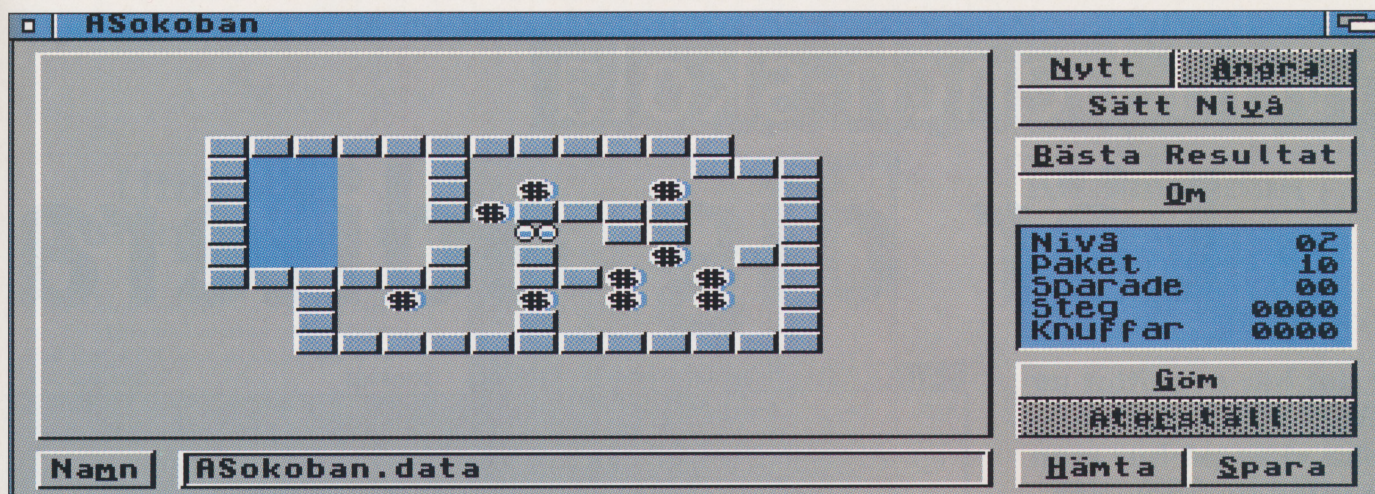 ASokoban
Nytt
Ångra
Sätt Nivå
Bästa Resultat
Om
Nivå 02
Paket 10
Sparade 00
Steg 0000
Knuffar 0000
Göm
Återställ
Namn
ASokoban.data
Hämta
Spara